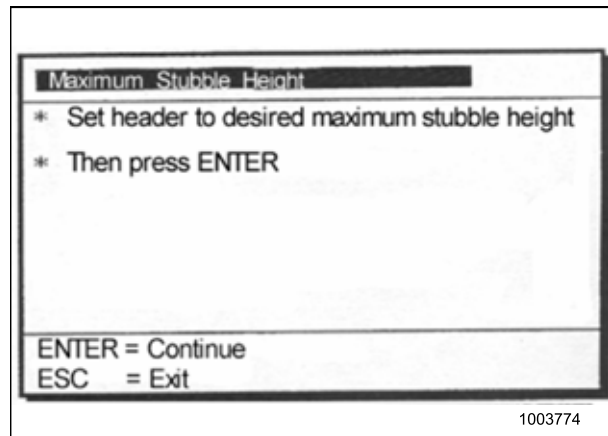 Maximum Stubble Height
* Set header to desired maximum stubble height
* Then press ENTER
ENTER = Continue
ESC = Exit
1003774